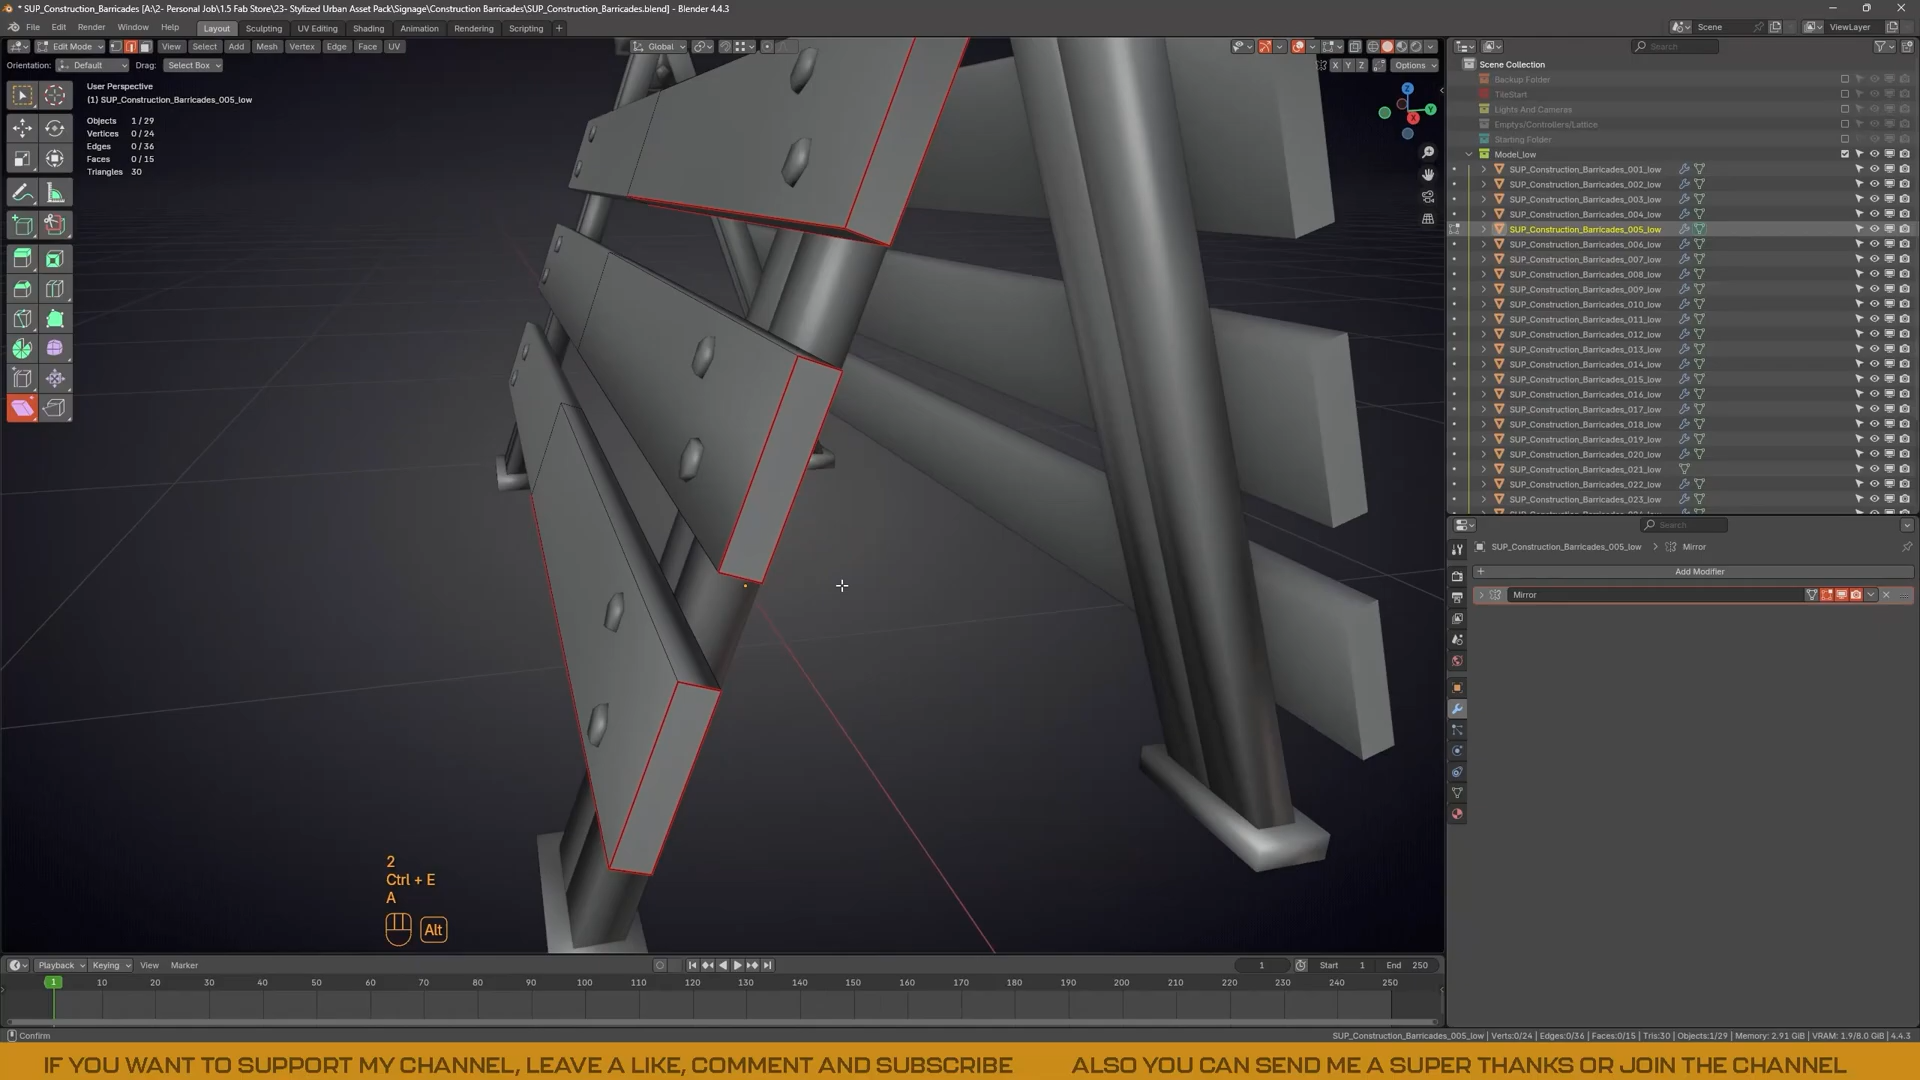 * SUP_Construction_Barricades [A:\2- Personal Job\1.5 Fab Store\23- Stylized Urban Asset Pack\Signage\Construction Barricades\SUP_Construction_Barricades.blend] - Blender 4.4.3
File Edit Render Window Help Layout Sculpting UV Editing Shading Animation Rendering Scripting + Scene ViewLayer
Edit Mode View Select Add Mesh Vertex Edge Face UV Global Search
Orientation: Default Drag: Select Box X Y Z Options
User Perspective
(1) SUP_Construction_Barricades_005_low
Objects 1 / 29
Vertices 0 / 24
Edges 0 / 36
Faces 0 / 15
Triangles 30
Z
Y
X
Scene Collection
Backup Folder
TileStart
Lights And Cameras
Emptys/Controllers/Lattice
Starting Folder
Model_low
SUP_Construction_Barricades_001_low
SUP_Construction_Barricades_002_low
SUP_Construction_Barricades_003_low
SUP_Construction_Barricades_004_low
SUP_Construction_Barricades_005_low
SUP_Construction_Barricades_006_low
SUP_Construction_Barricades_007_low
SUP_Construction_Barricades_008_low
SUP_Construction_Barricades_009_low
SUP_Construction_Barricades_010_low
SUP_Construction_Barricades_011_low
SUP_Construction_Barricades_012_low
SUP_Construction_Barricades_013_low
SUP_Construction_Barricades_014_low
SUP_Construction_Barricades_015_low
SUP_Construction_Barricades_016_low
SUP_Construction_Barricades_017_low
SUP_Construction_Barricades_018_low
SUP_Construction_Barricades_019_low
SUP_Construction_Barricades_020_low
SUP_Construction_Barricades_021_low
SUP_Construction_Barricades_022_low
SUP_Construction_Barricades_023_low
Search
SUP_Construction_Barricades_005_low Mirror
+ Add Modifier
Mirror
2
Ctrl + E
A
Alt
Playback Keying View Marker 1 Start 1 End 250
1 10 20 30 40 50 60 70 80 90 100 110 120 130 140 150 160 170 180 190 200 210 220 230 240 250
Confirm
SUP_Construction_Barricades_005_low | Verts:0/24 | Edges:0/36 | Faces:0/15 | Tris:30 | Objects:1/29 | Memory: 2.91 GiB | VRAM: 1.9/8.0 GiB | 4.4.3
IF YOU WANT TO SUPPORT MY CHANNEL, LEAVE A LIKE, COMMENT AND SUBSCRIBE ALSO YOU CAN SEND ME A SUPER THANKS OR JOIN THE CHANNEL